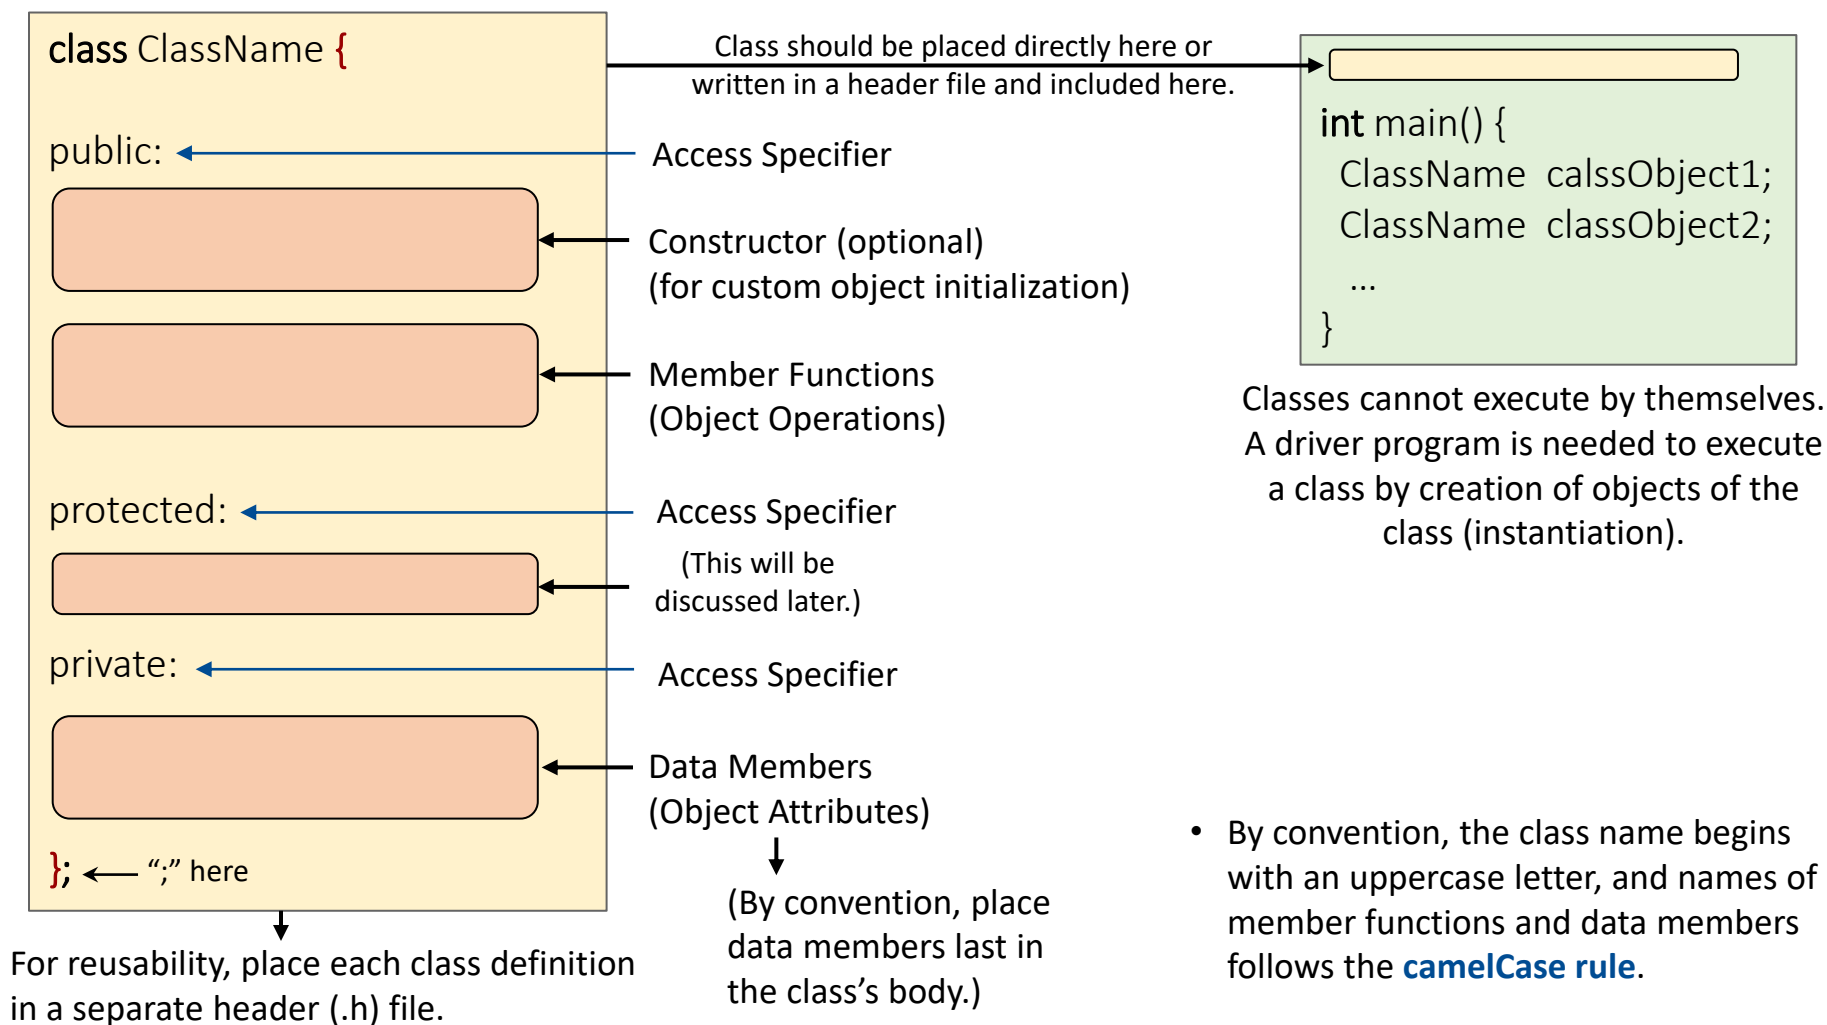 class ClassName {
public:
Access Specifier
Constructor (optional)
(for custom object initialization)
Member Functions
(Object Operations)
protected:
Access Specifier
(This will be
discussed later.)
private:
Access Specifier
Data Members
(Object Attributes)
(By convention, place
data members last in
the class’s body.)
}; “;” here
For reusability, place each class definition
in a separate header (.h) file.
Class should be placed directly here or
written in a header file and included here.
int main() {
ClassName calssObject1;
ClassName classObject2;
...
}
Classes cannot execute by themselves.
A driver program is needed to execute
a class by creation of objects of the
class (instantiation).
• By convention, the class name begins
with an uppercase letter, and names of
member functions and data members
follows the camelCase rule.